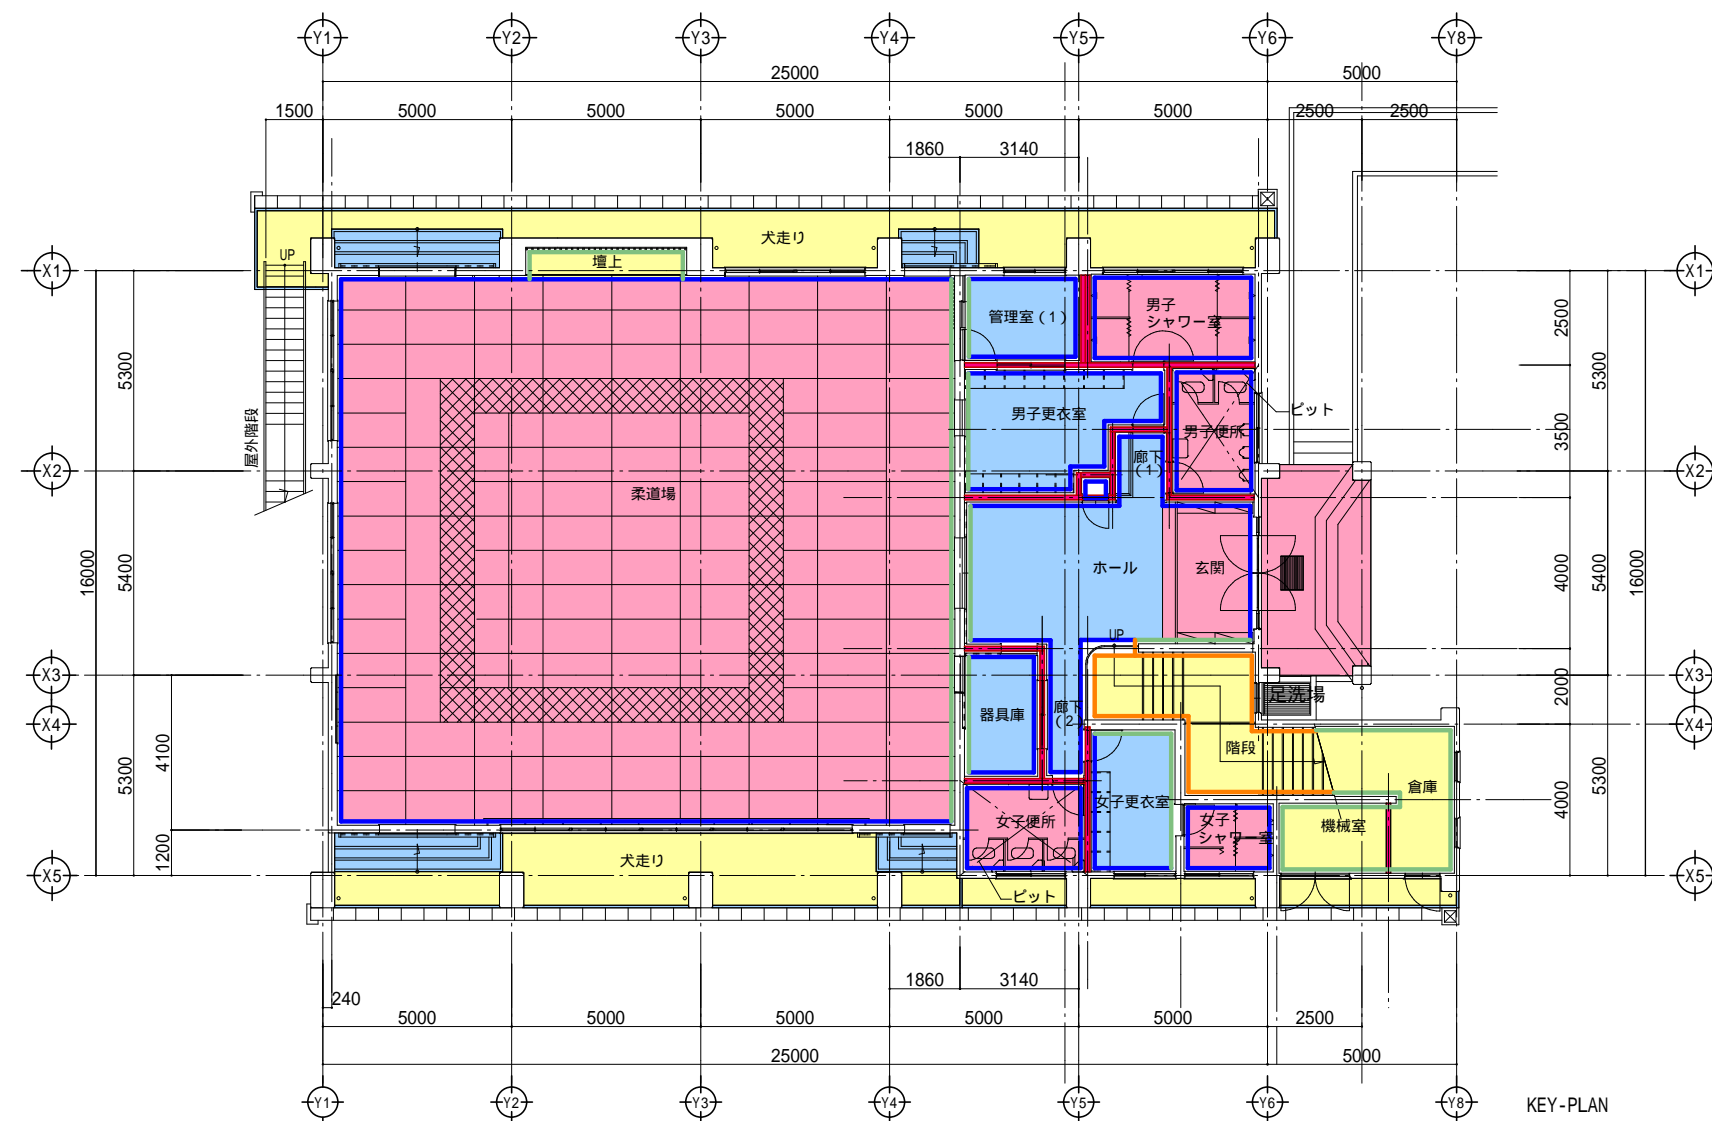 Y1 Y2 Y3 Y4 Y5 Y6 Y8
25000 5000
1500 5000 5000 5000 5000 5000 2500 2500
1860 3140
犬走り
UP
壇上
X1 X1
管理室(1)
男子
シャワー室
2500
5300 5300
屋外階段
男子更衣室
ピット
男子便所
3500
X2 X2
廊下
(1)
柔道場
16000 5400
ホール
玄関
4000 5400 16000
UP
X3 X3
足洗場
2000
器具庫
廊下
(2
X4 X4
階段
4100
5300 5300
倉庫
女子更衣室
4000
女子便所
女子
シャワー室
機械室
1200
犬走り
X5 X5
ピット
1860 3140
240
5000 5000 5000 5000 5000 2500
25000 5000
Y1 Y2 Y3 Y4 Y5 Y6 Y8
KEY-PLAN